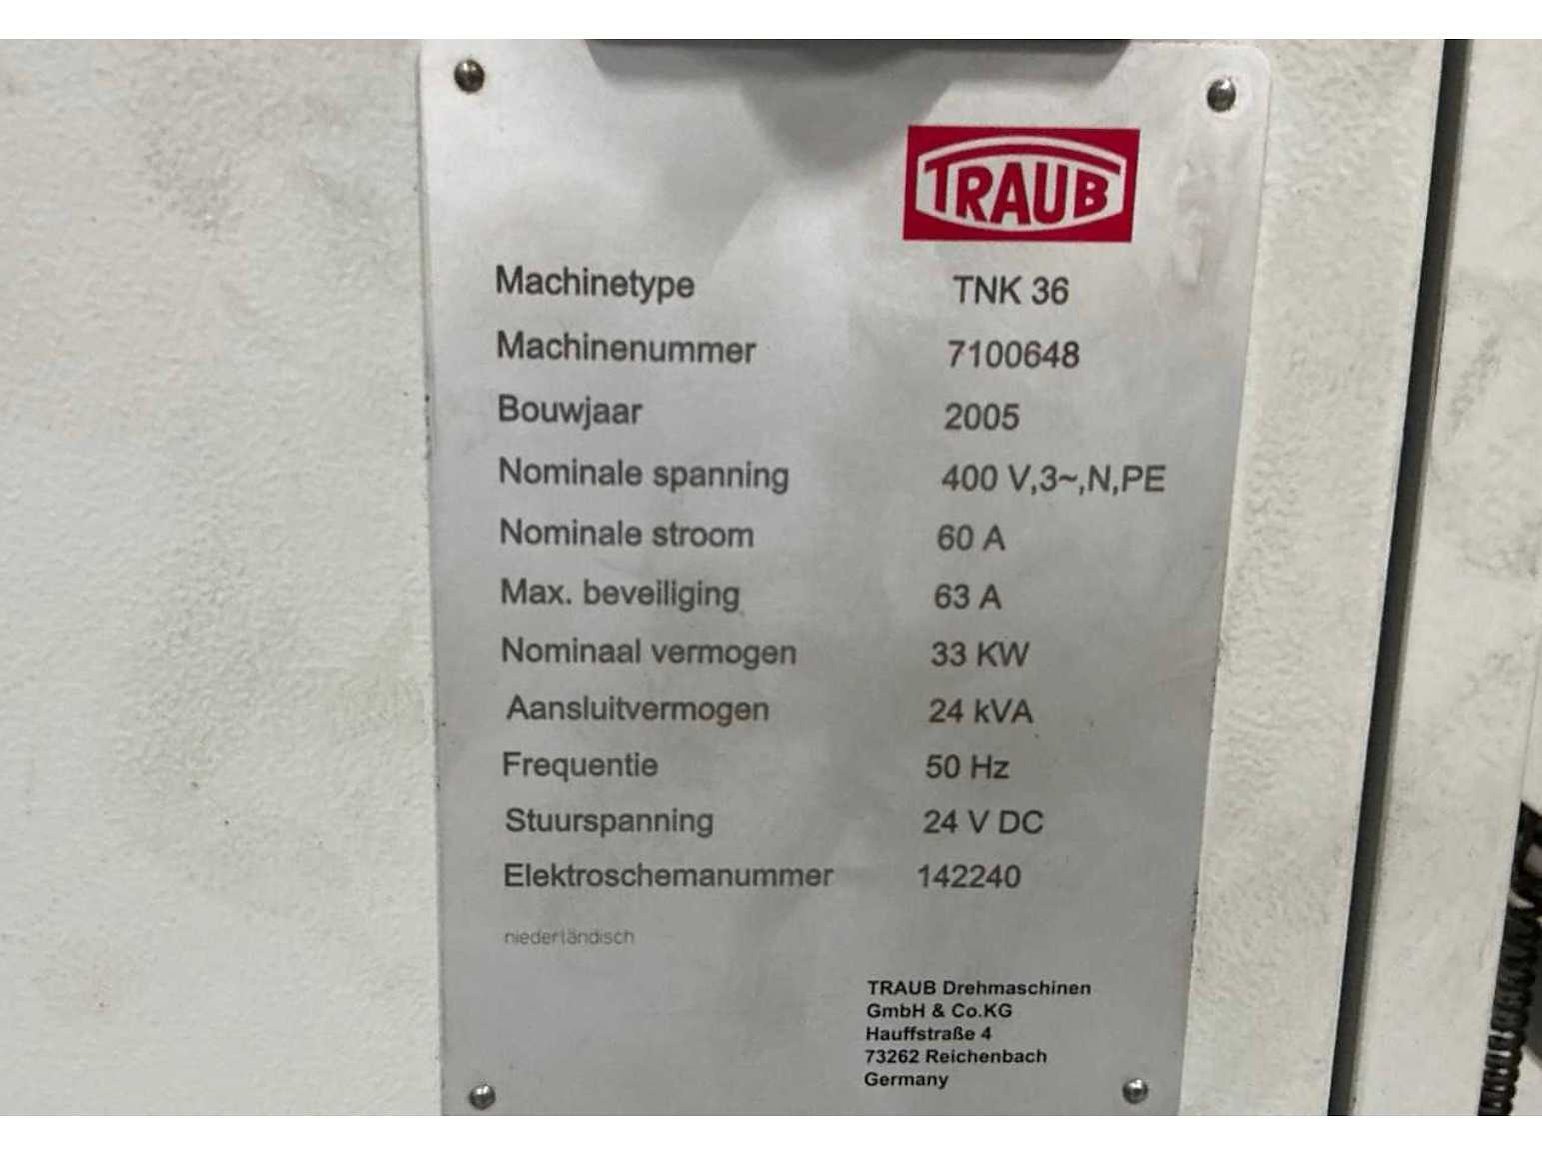 TRAUB
Machinetype TNK 36
Machinenummer 7100648
Bouwjaar 2005
Nominale spanning 400 V,3~,N,PE
Nominale stroom 60 A
Max. beveiliging 63 A
Nominaal vermogen 33 KW
Aansluitvermogen 24 kVA
Frequentie 50 Hz
Stuurspanning 24 V DC
Elektroschemanummer 142240
niederländisch
TRAUB Drehmaschinen
GmbH & Co.KG
Hauffstraße 4
73262 Reichenbach
Germany